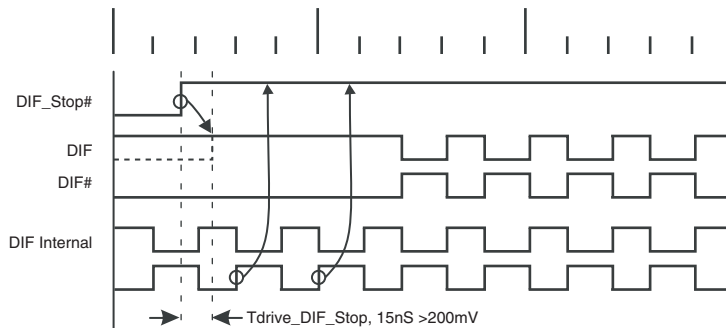 DIF_Stop#
DIF
DIF#
DIF Internal
Tdrive_DIF_Stop, 15nS >200mV